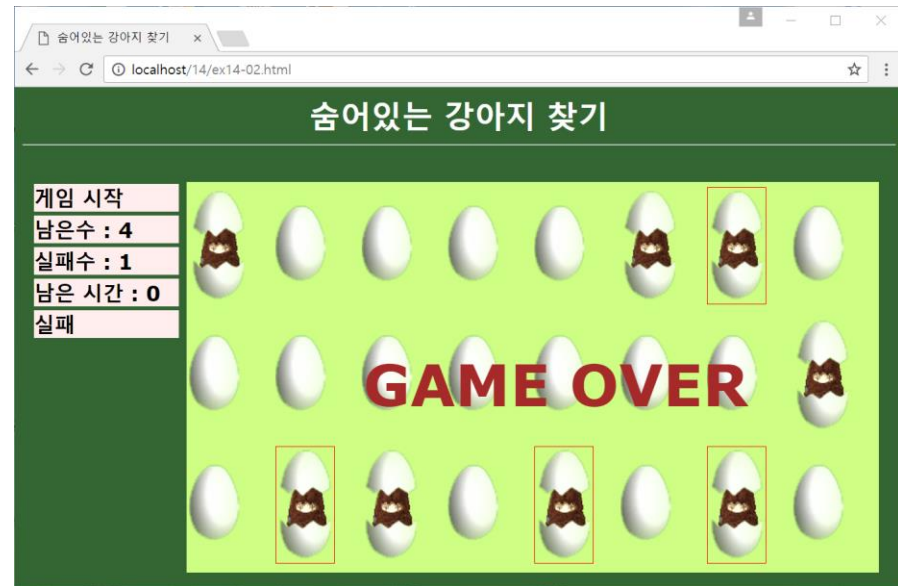 숨어있는 강아지 찾기
localhost/14/ex14-02.html
숨어있는 강아지 찾기
게임 시작
남은수 : 4
실패수 : 1
남은 시간 : 0
실패
GAME OVER